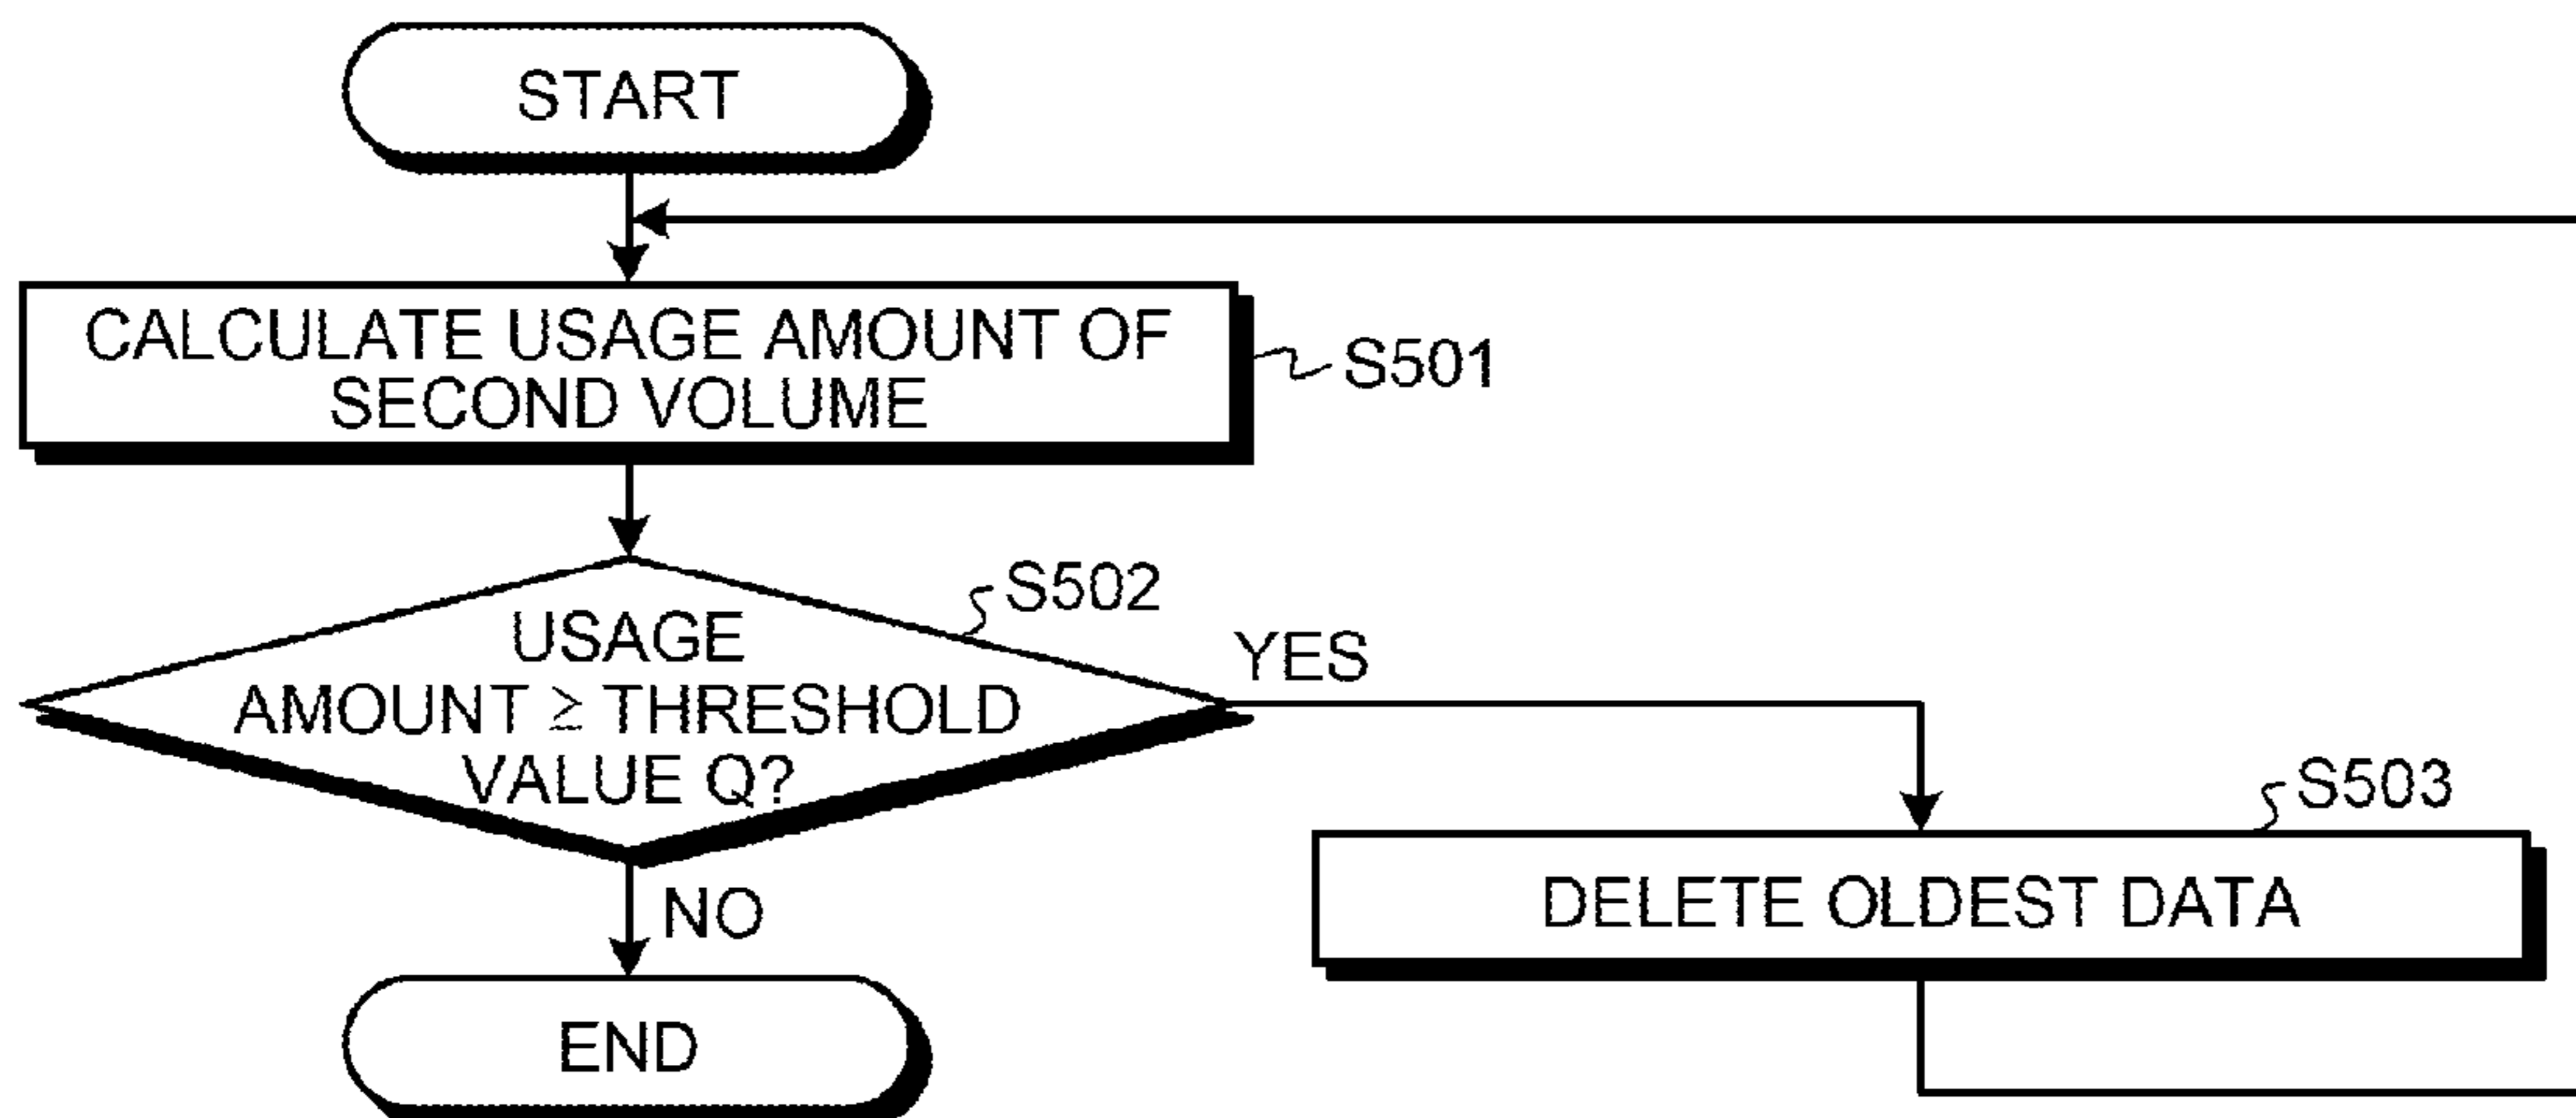 START
CALCULATE USAGE AMOUNT OF
SECOND VOLUME
S501
S502
USAGE
AMOUNT ≧ THRESHOLD
VALUE Q?
YES
S503
DELETE OLDEST DATA
NO
END